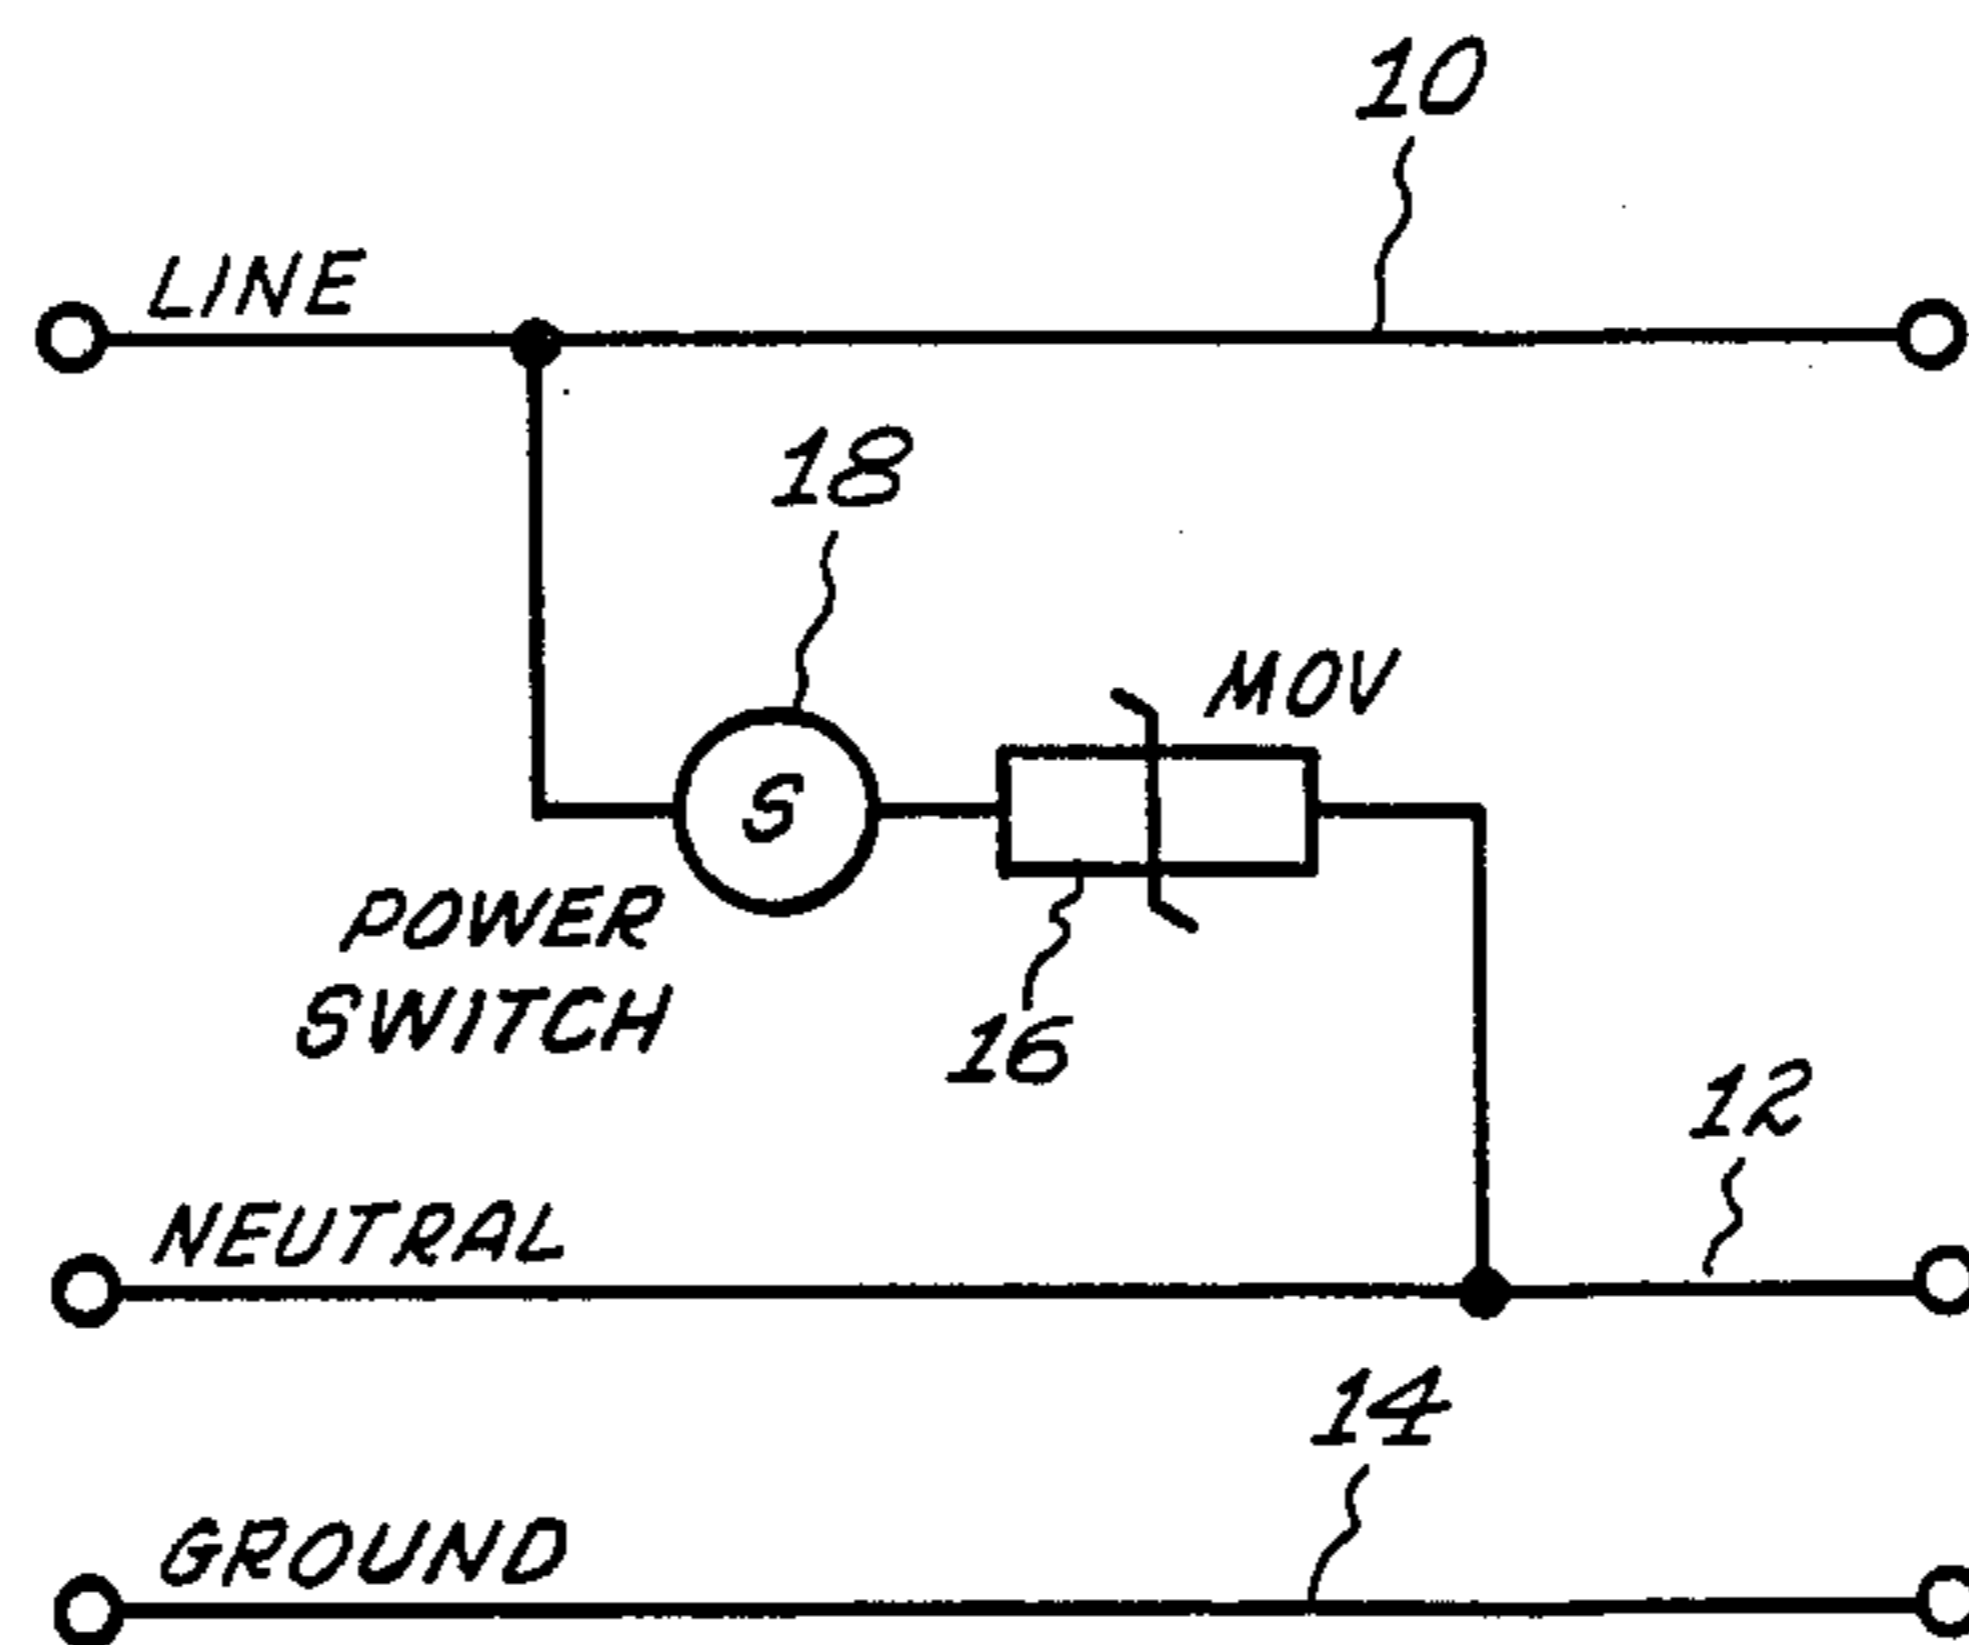 10
LINE
18
MOV
S
POWER
SWITCH
16
12
NEUTRAL
14
GROUND